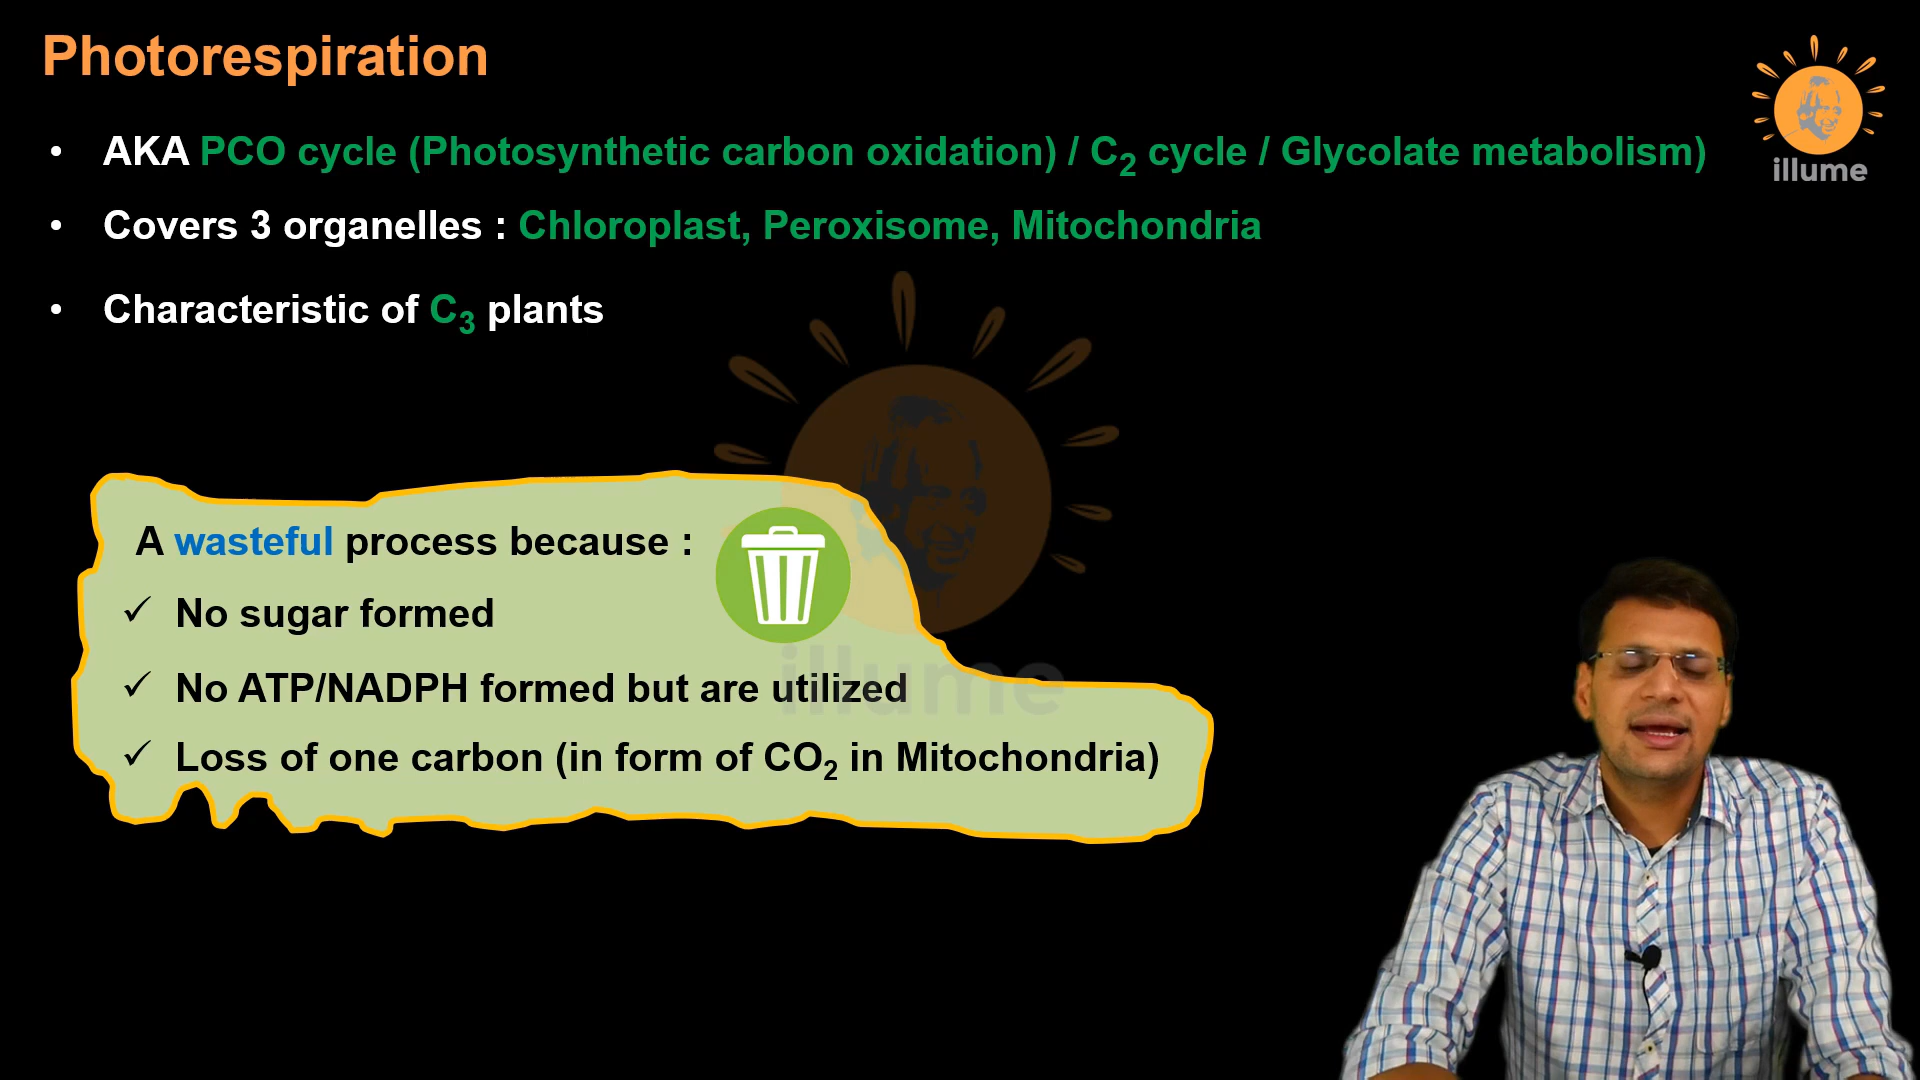 Photorespiration
• AKA PCO cycle (Photosynthetic carbon oxidation) / C₂ cycle / Glycolate metabolism)
illume
• Covers 3 organelles : Chloroplast, Peroxisome, Mitochondria
• Characteristic of C₃ plants
A wasteful process because :
✓ No sugar formed
illume
✓ No ATP/NADPH formed but are utilized
✓ Loss of one carbon (in form of CO₂ in Mitochondria)